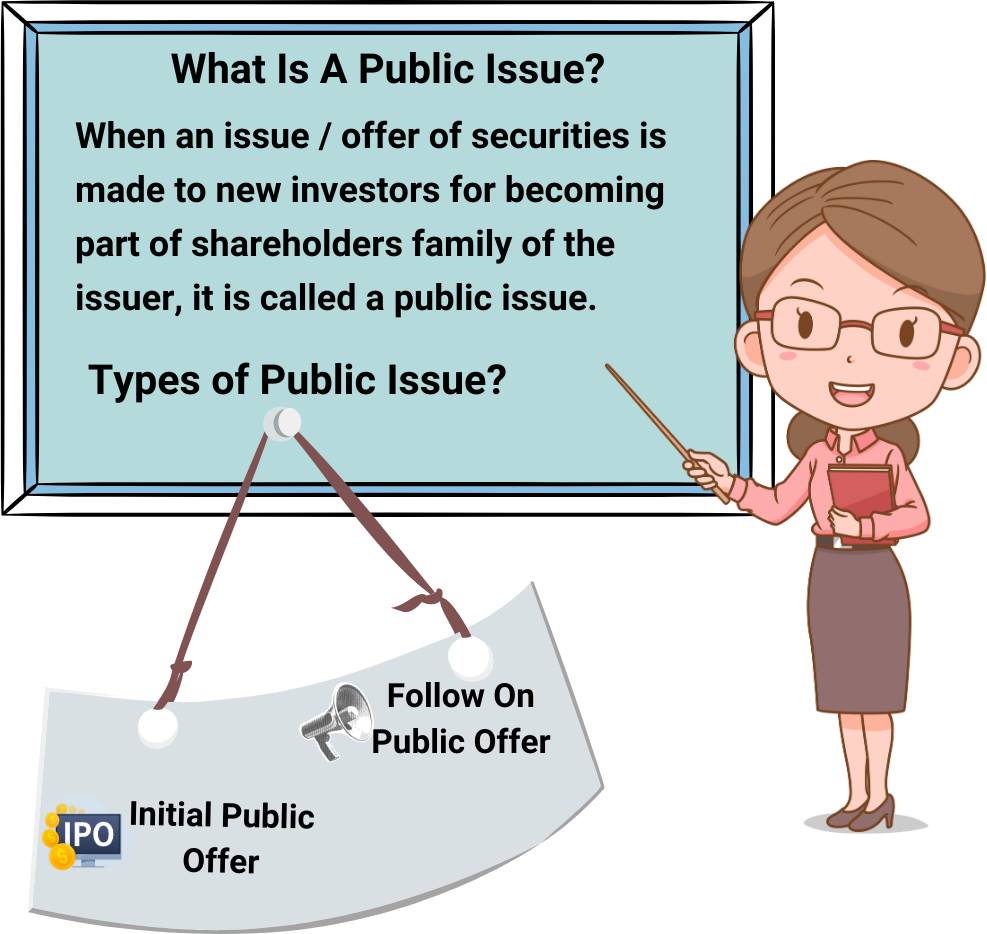 What Is A Public Issue?
When an issue / offer of securities is
made to new investors for becoming
part of shareholders family of the
issuer, it is called a public issue.
Types of Public Issue?
Follow On
Public Offer
IPO
Initial Public
Offer